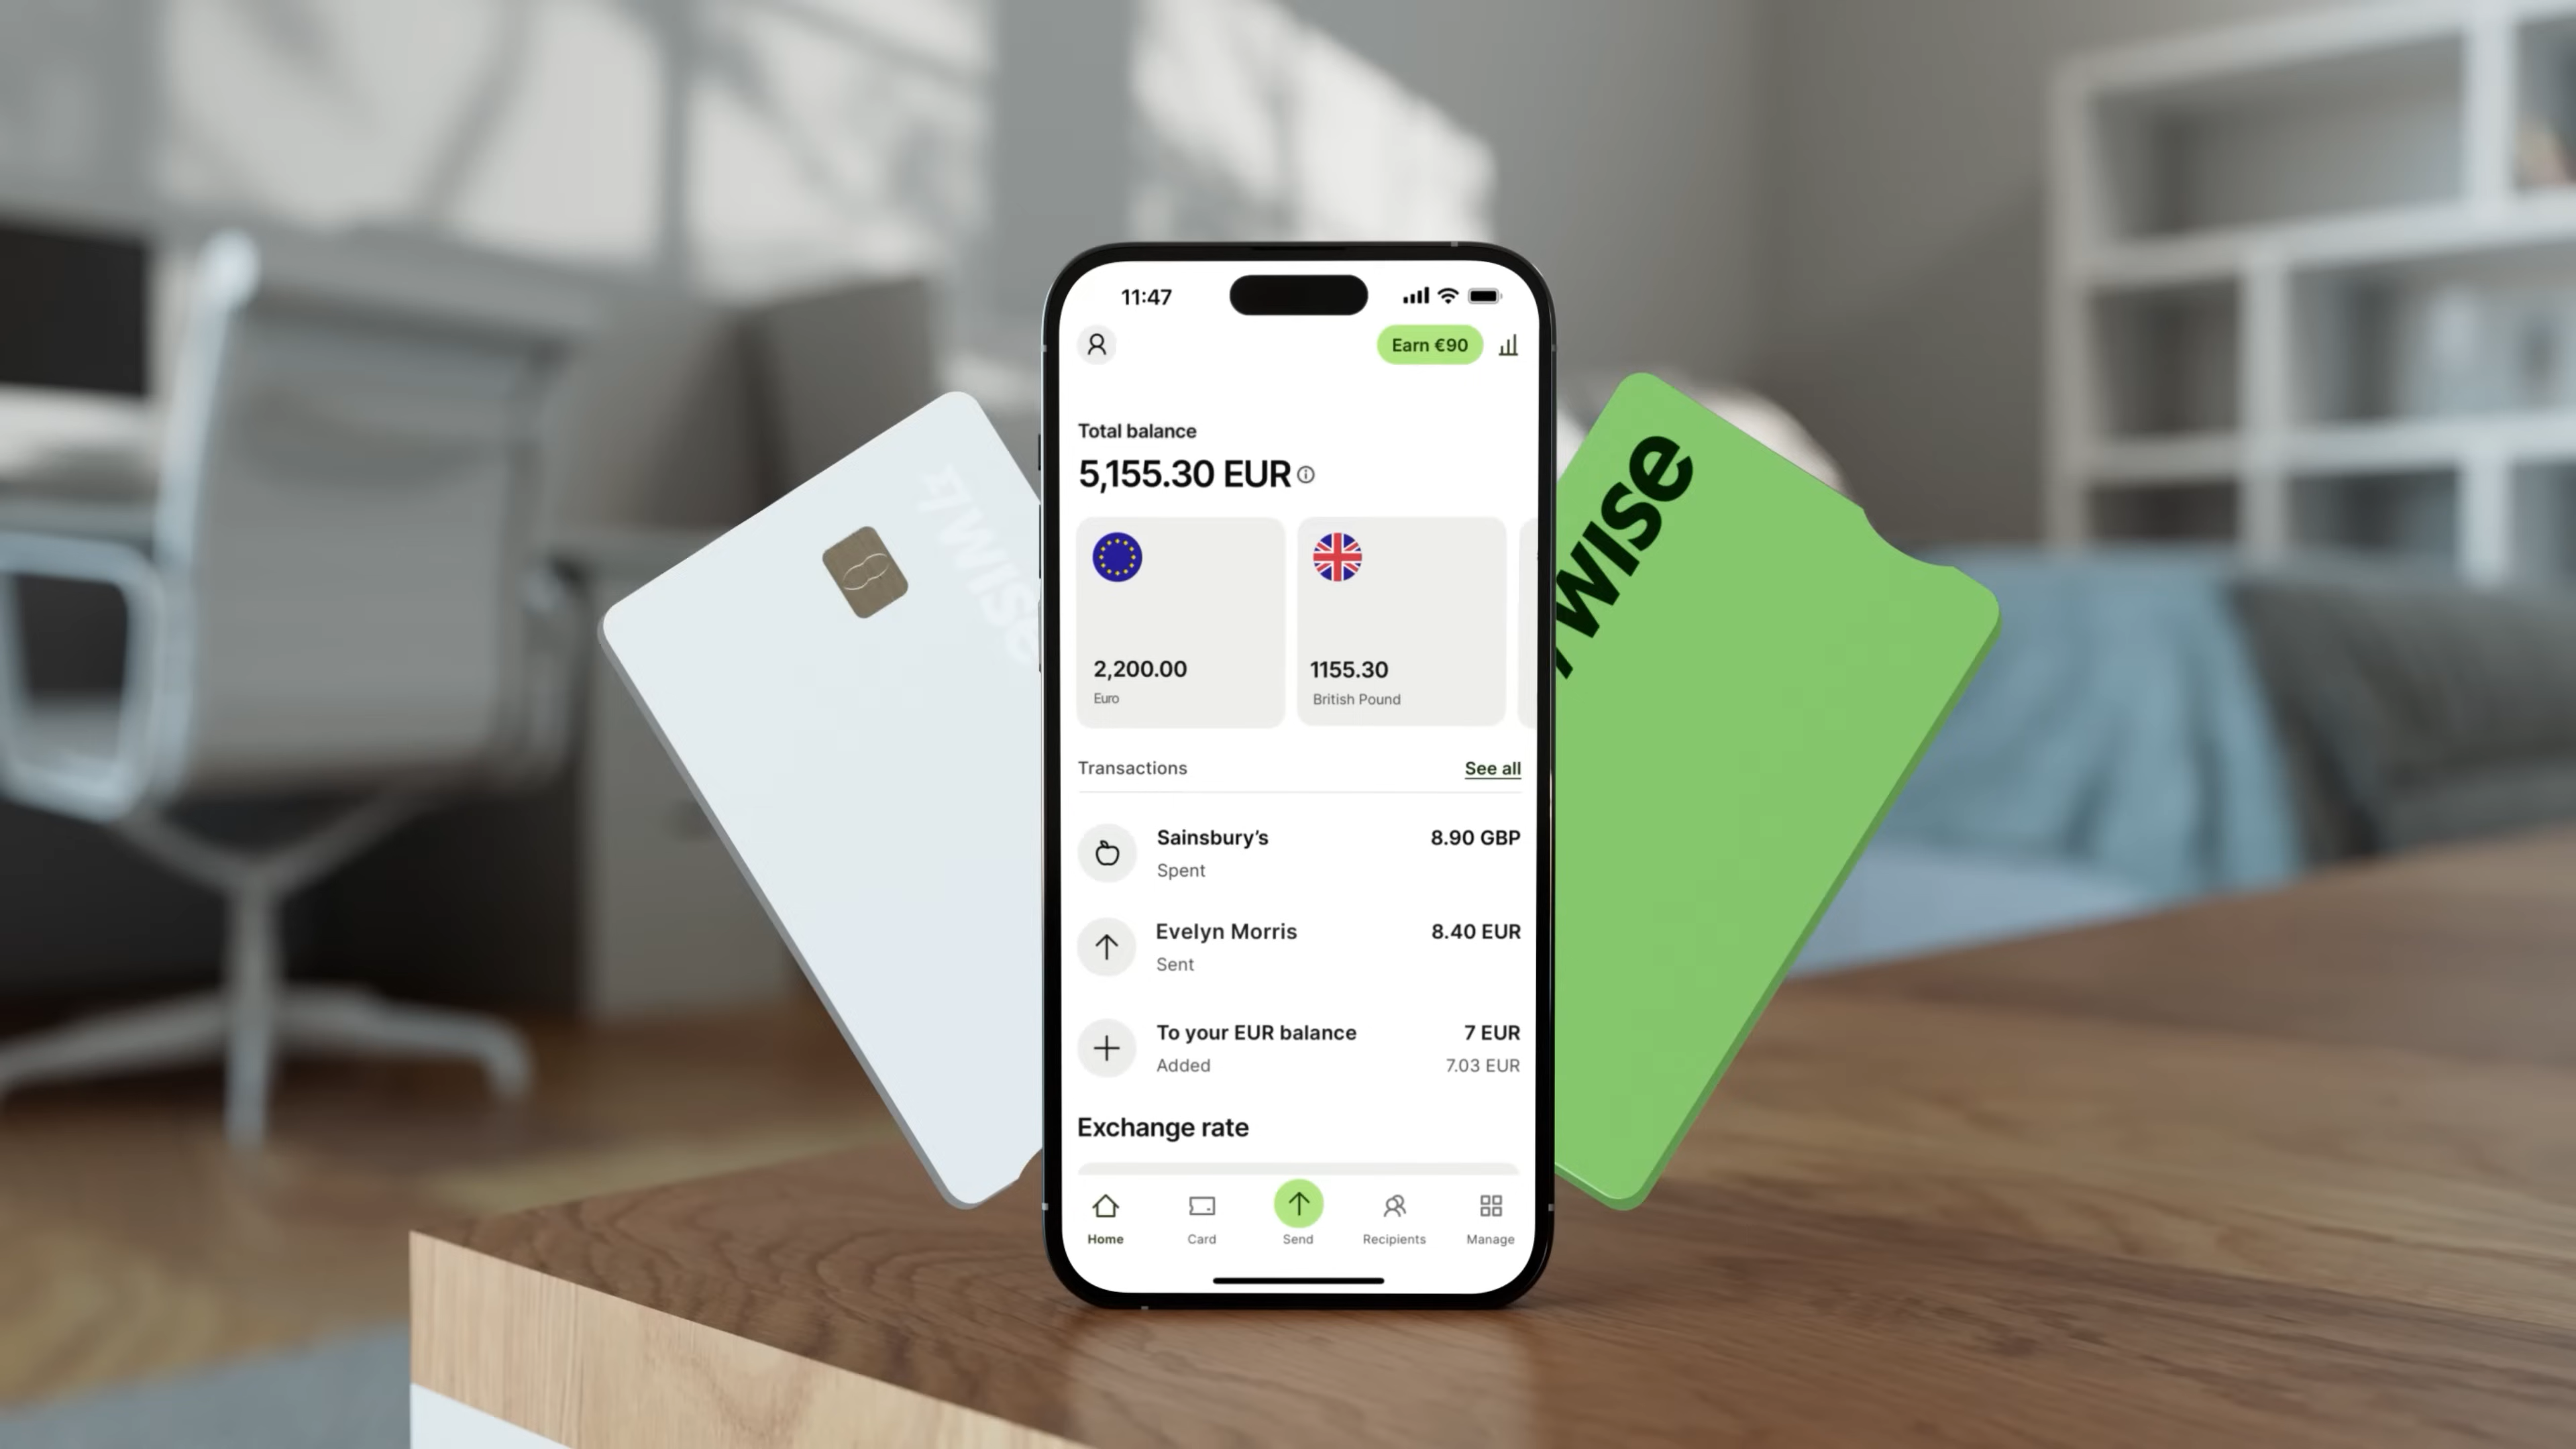 11:47
Earn €90
Total balance
5,155.30 EUR
2,200.00
Euro
1155.30
British Pound
Transactions
See all
Sainsbury’s
8.90 GBP
Spent
Evelyn Morris
8.40 EUR
Sent
To your EUR balance
7 EUR
Added
7.03 EUR
Exchange rate
Home
Card
Send
Recipients
Manage
wise
wise